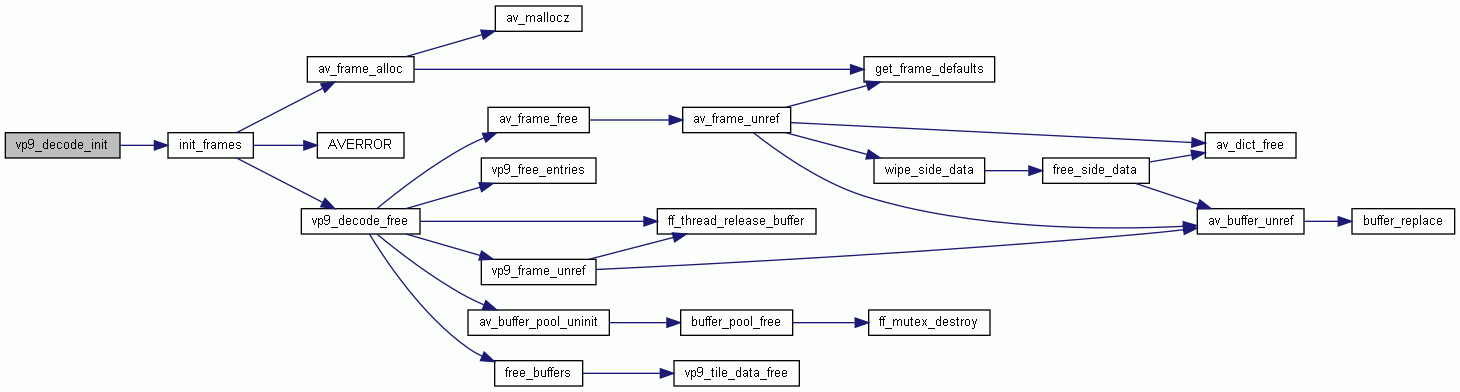 vp9_decode_init
init_frames
av_frame_alloc
AVERROR
vp9_decode_free
av_mallocz
av_frame_free
vp9_free_entries
ff_thread_release_buffer
vp9_frame_unref
av_buffer_pool_uninit
free_buffers
get_frame_defaults
av_frame_unref
wipe_side_data
free_side_data
av_dict_free
av_buffer_unref
buffer_replace
buffer_pool_free
ff_mutex_destroy
vp9_tile_data_free